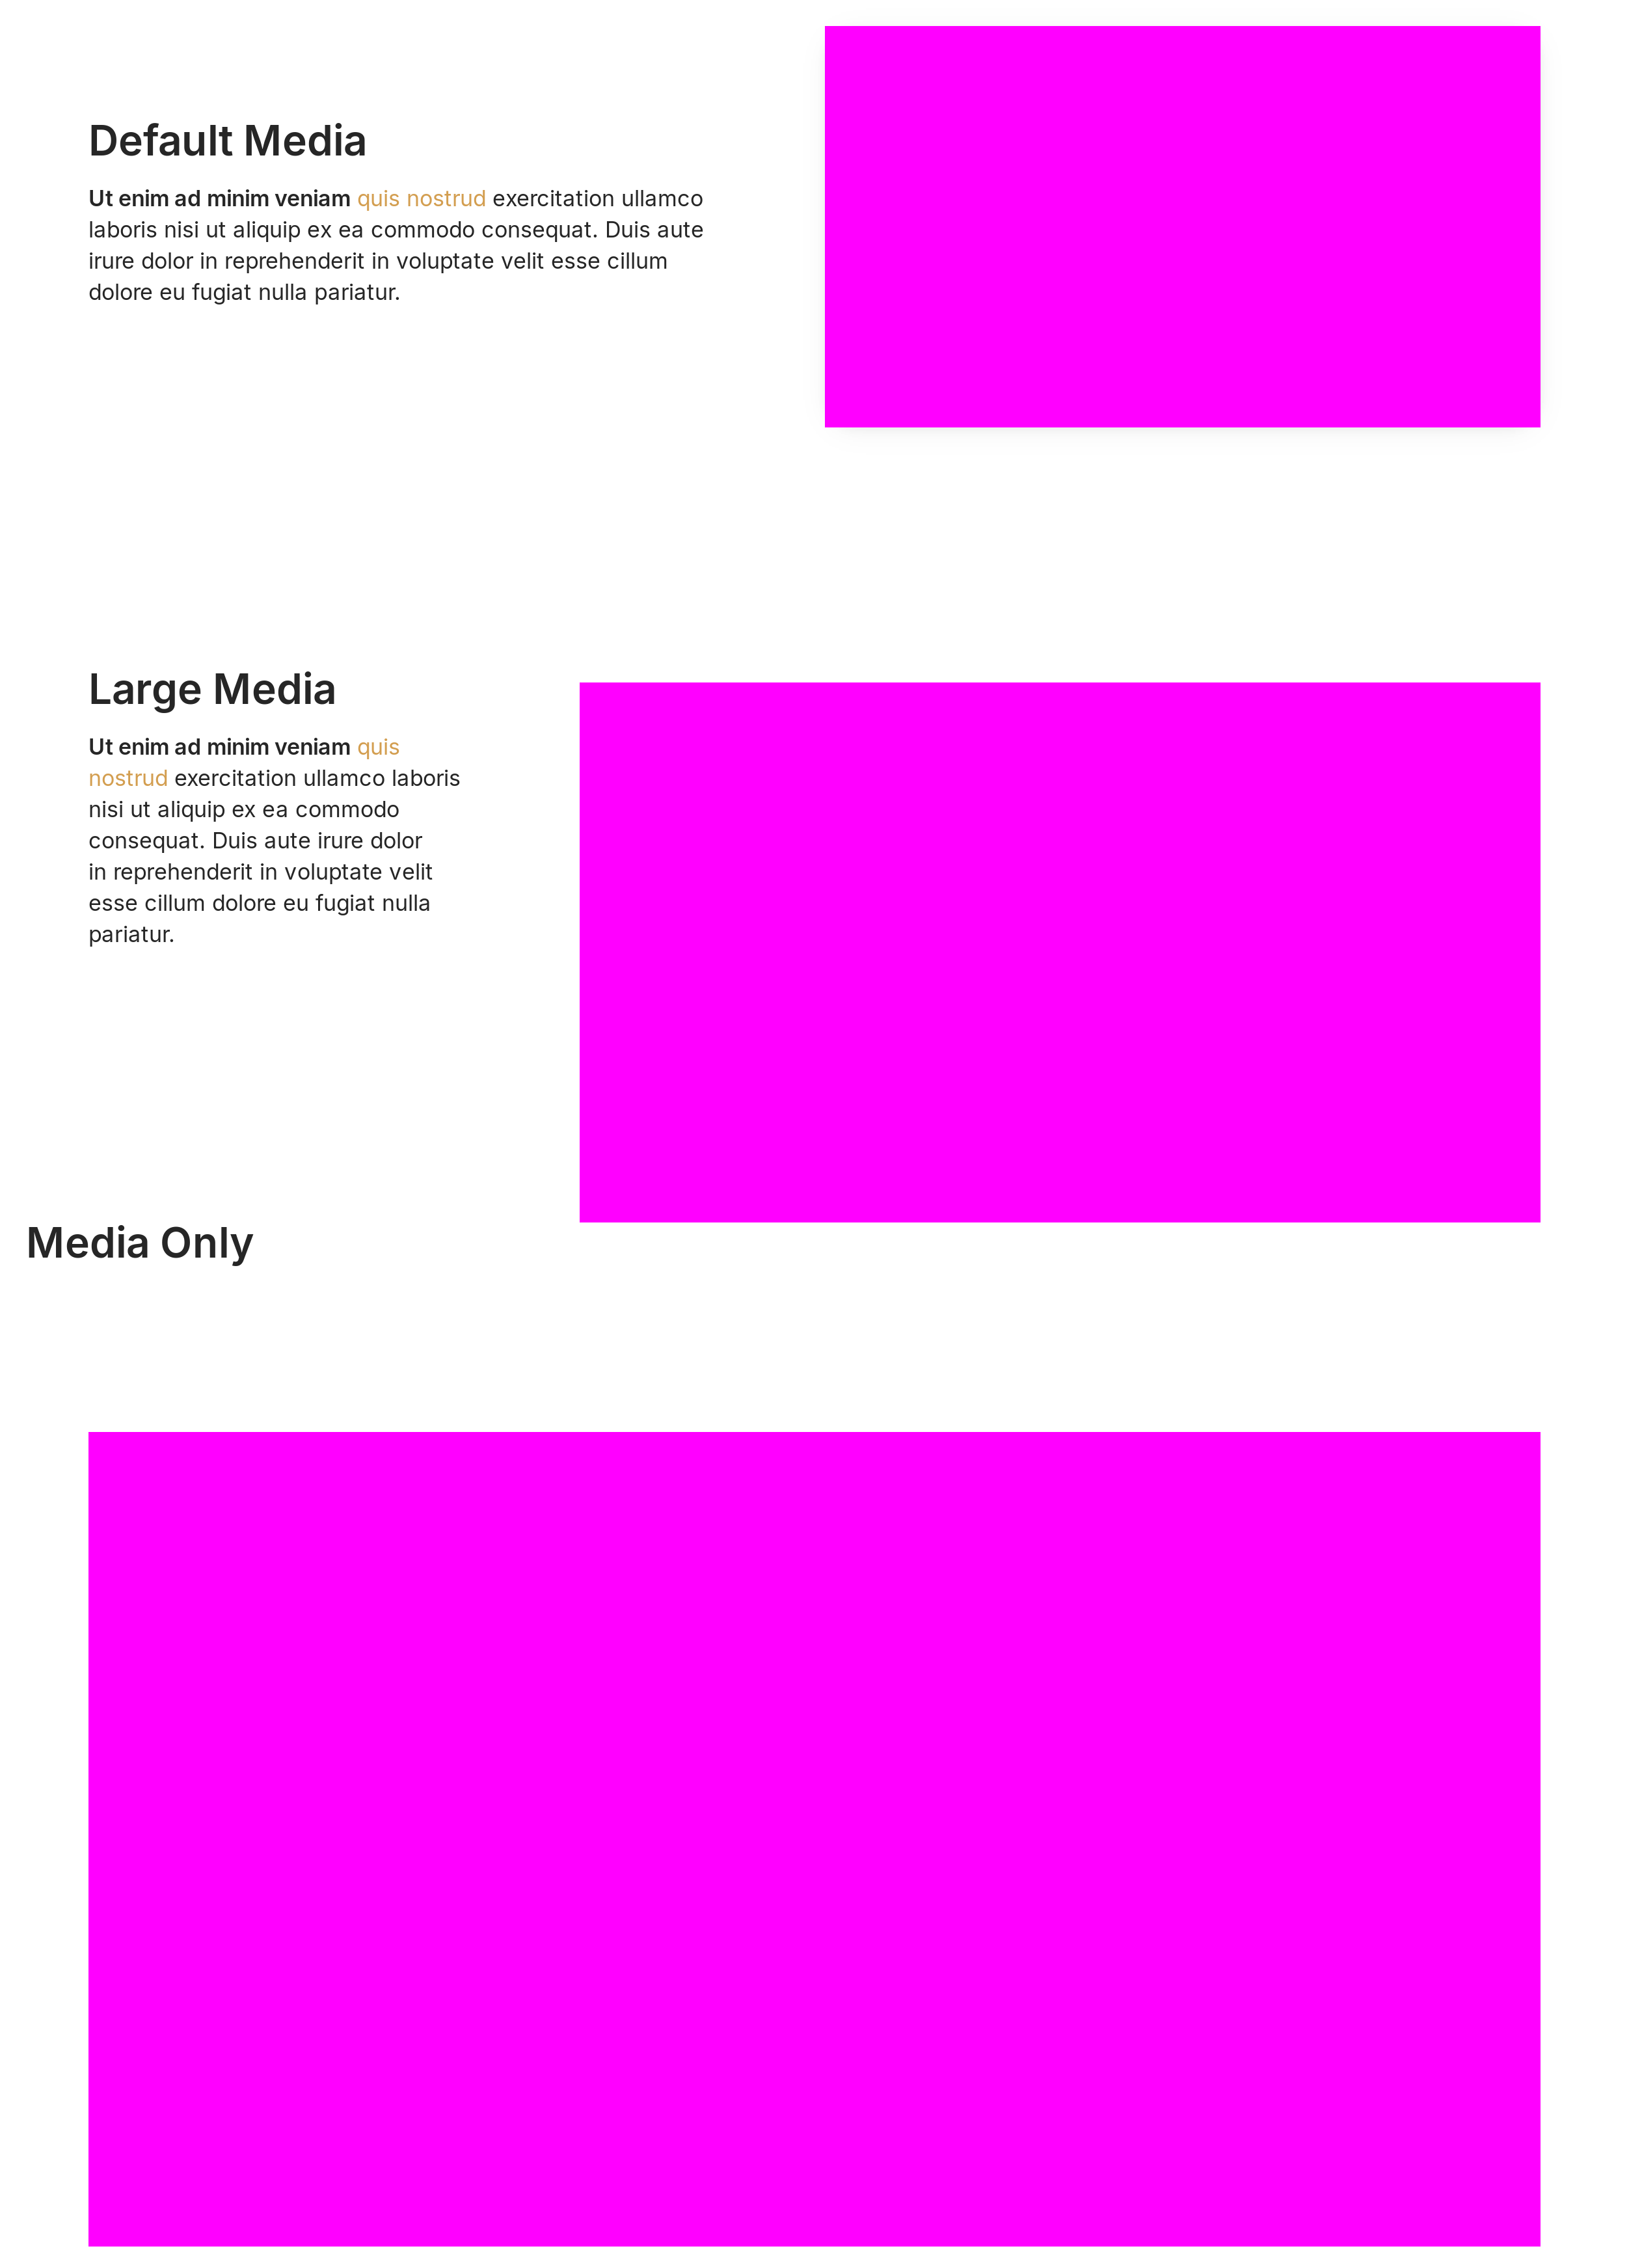 Default Media
Ut enim ad minim veniam quis nostrud exercitation ullamco
laboris nisi ut aliquip ex ea commodo consequat. Duis aute
irure dolor in reprehenderit in voluptate velit esse cillum
dolore eu fugiat nulla pariatur.
Large Media
Ut enim ad minim veniam quis
nostrud exercitation ullamco laboris
nisi ut aliquip ex ea commodo
consequat. Duis aute irure dolor
in reprehenderit in voluptate velit
esse cillum dolore eu fugiat nulla
pariatur.
Media Only